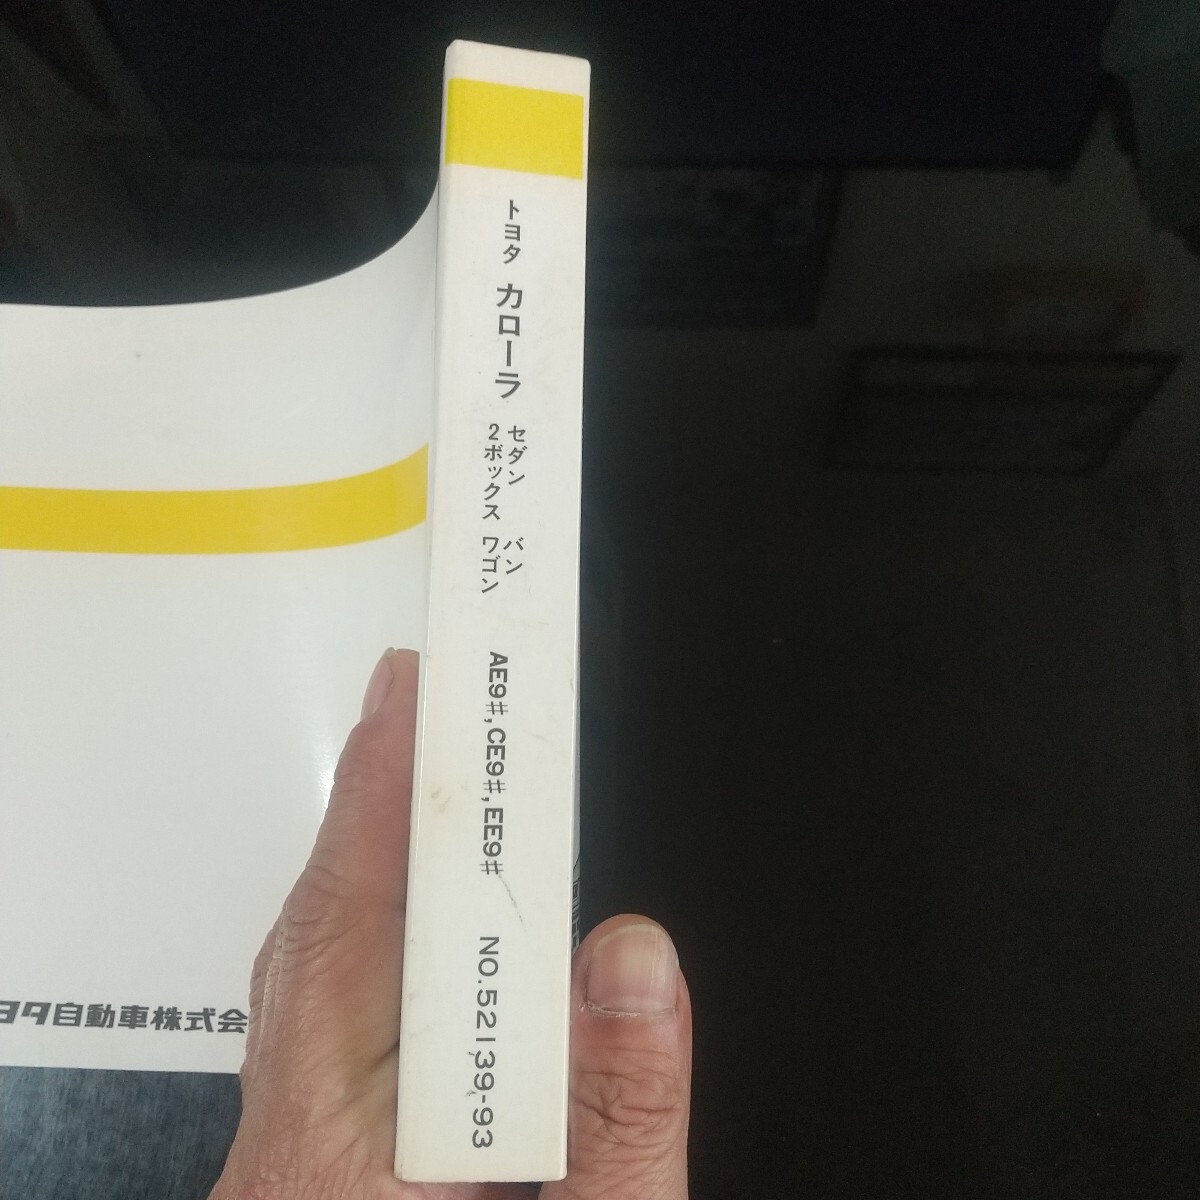 トヨタ カローラ
セダン バン
2ボックス ワゴン
AE9#,CE9#,EE9#
NO.52139-93
ヨタ自動車株式会